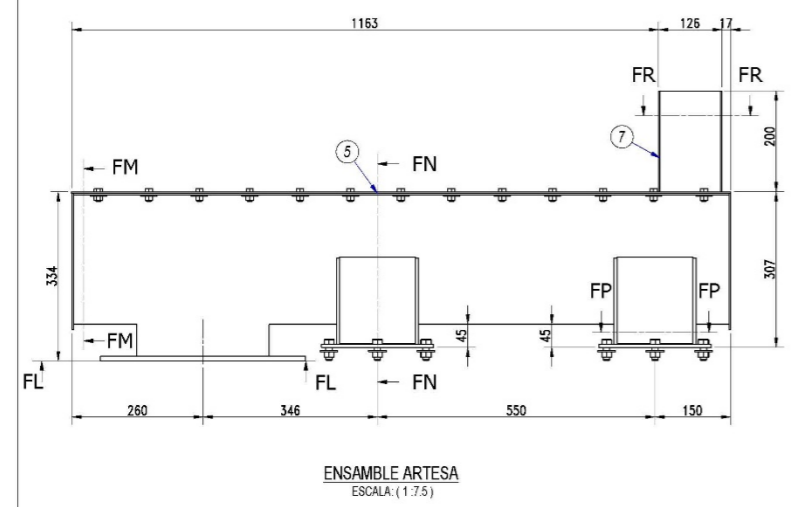 1163 126 17
FR FR
200
7
5
FM FN
334
307
FP FP
45 45
FM
FL FL FN
260 346 550 150
ENSAMBLE ARTESA
ESCALA: ( 1 :7.5 )